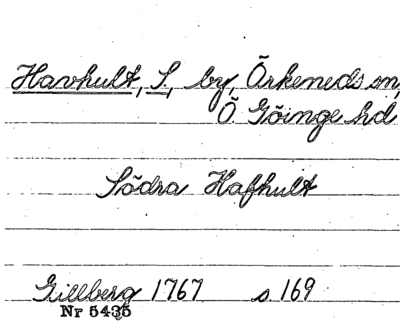 Havhult, S., by, Örkeneds sn,
Ö. Göinge hd
Södra Hafhult
Gillberg 1767 s. 169
Nr 5435